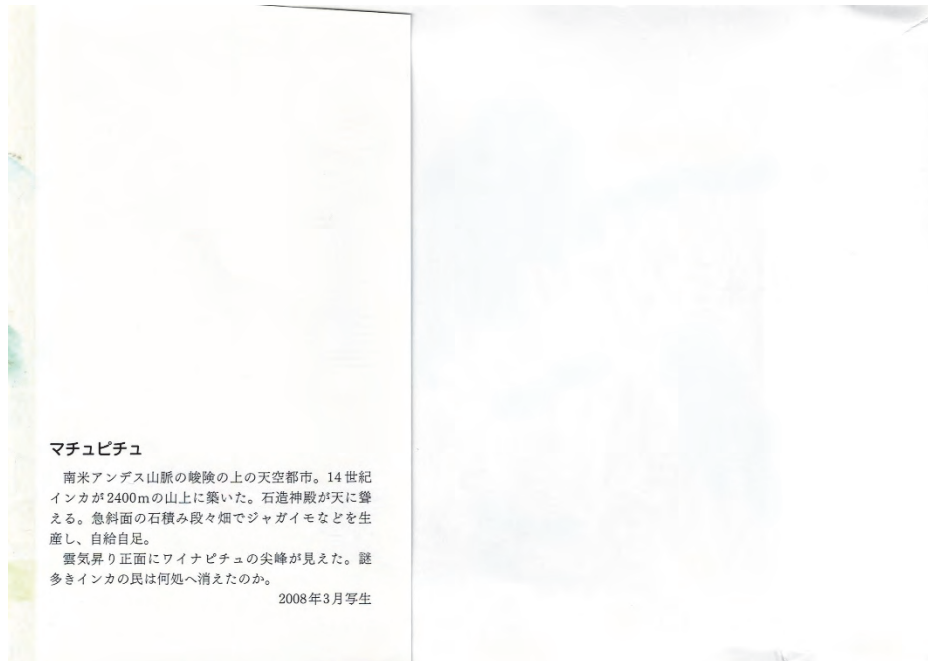 マチュピチュ
　南米アンデス山脈の峻険の上の天空都市。14世紀
インカが2400mの山上に築いた。石造神殿が天に聳
える。急斜面の石積み段々畑でジャガイモなどを生
産し、自給自足。
　雲気昇り正面にワイナピチュの尖峰が見えた。謎
多きインカの民は何処へ消えたのか。
2008年3月写生